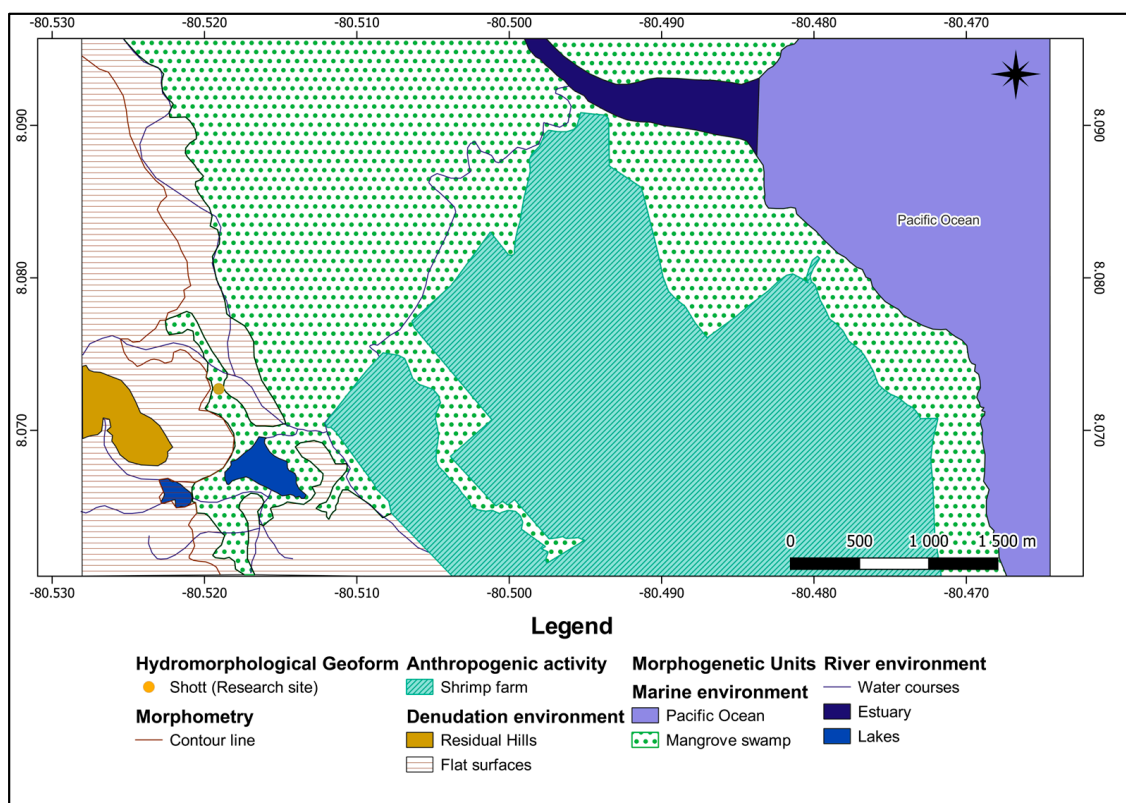 -80.530 -80.520 -80.510 -80.500 -80.490 -80.480 -80.470
8.090 8.090
Pacific Ocean
8.080 8.080
8.070 8.070
0 500 1 000 1 500 m
-80.530 -80.520 -80.510 -80.500 -80.490 -80.480 -80.470
Legend
Hydromorphological Geoform
Shott (Research site)
Morphometry
Contour line
Anthropogenic activity
Shrimp farm
Denudation environment
Residual Hills
Flat surfaces
Morphogenetic Units
Marine environment
Pacific Ocean
Mangrove swamp
River environment
Water courses
Estuary
Lakes